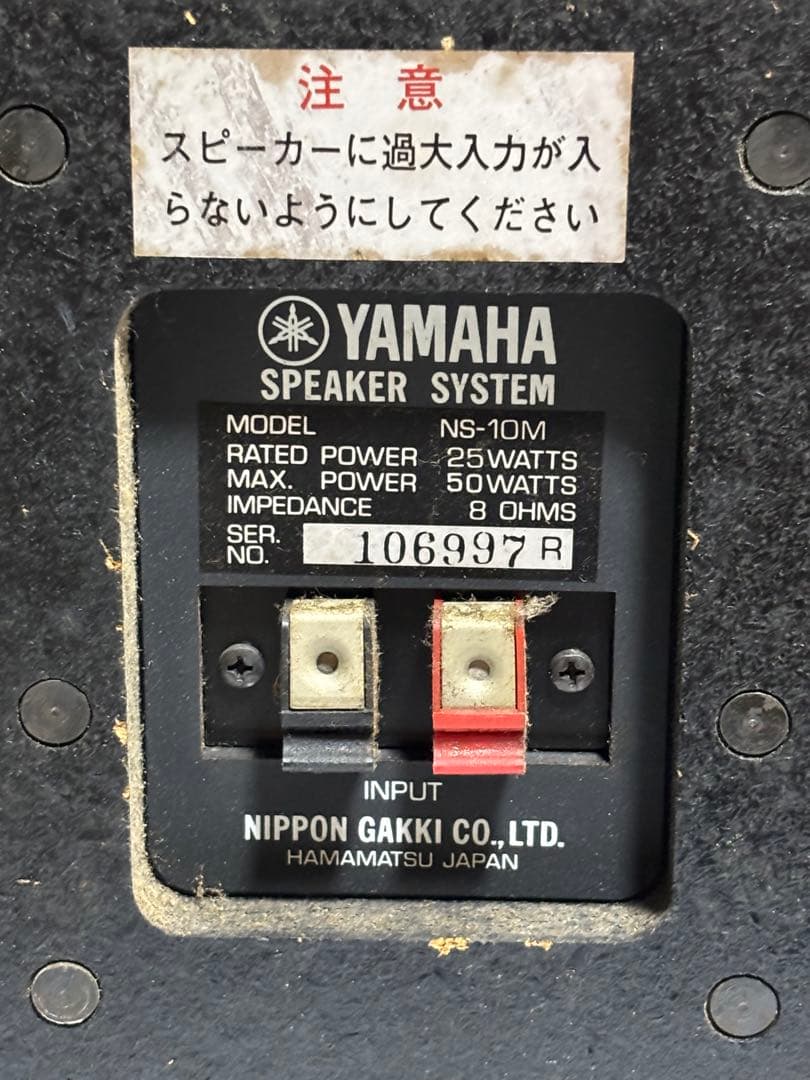 注意
スピーカーに過大入力が入
らないようにしてください
YAMAHA
SPEAKER SYSTEM
MODEL NS-10M
RATED POWER 25WATTS
MAX. POWER 50WATTS
IMPEDANCE 8 OHMS
SER. NO. 106997 R
INPUT
NIPPON GAKKI CO., LTD.
HAMAMATSU JAPAN